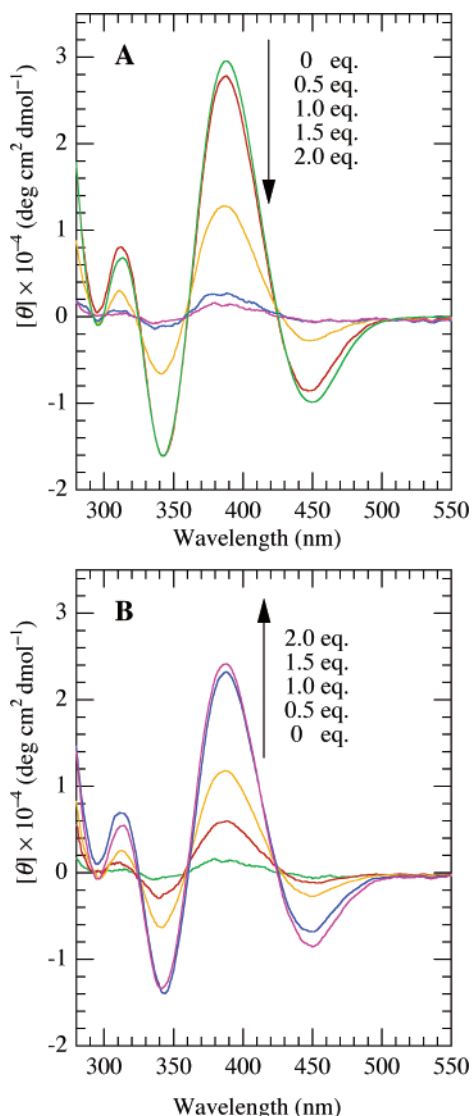 A
0 eq.
0.5 eq.
1.0 eq.
1.5 eq.
2.0 eq.
3
2
1
0
-1
-2
[θ] × 10⁻⁴ (deg cm² dmol⁻¹)
300 350 400 450 500 550
Wavelength (nm)
B
2.0 eq.
1.5 eq.
1.0 eq.
0.5 eq.
0 eq.
3
2
1
0
-1
-2
[θ] × 10⁻⁴ (deg cm² dmol⁻¹)
300 350 400 450 500 550
Wavelength (nm)